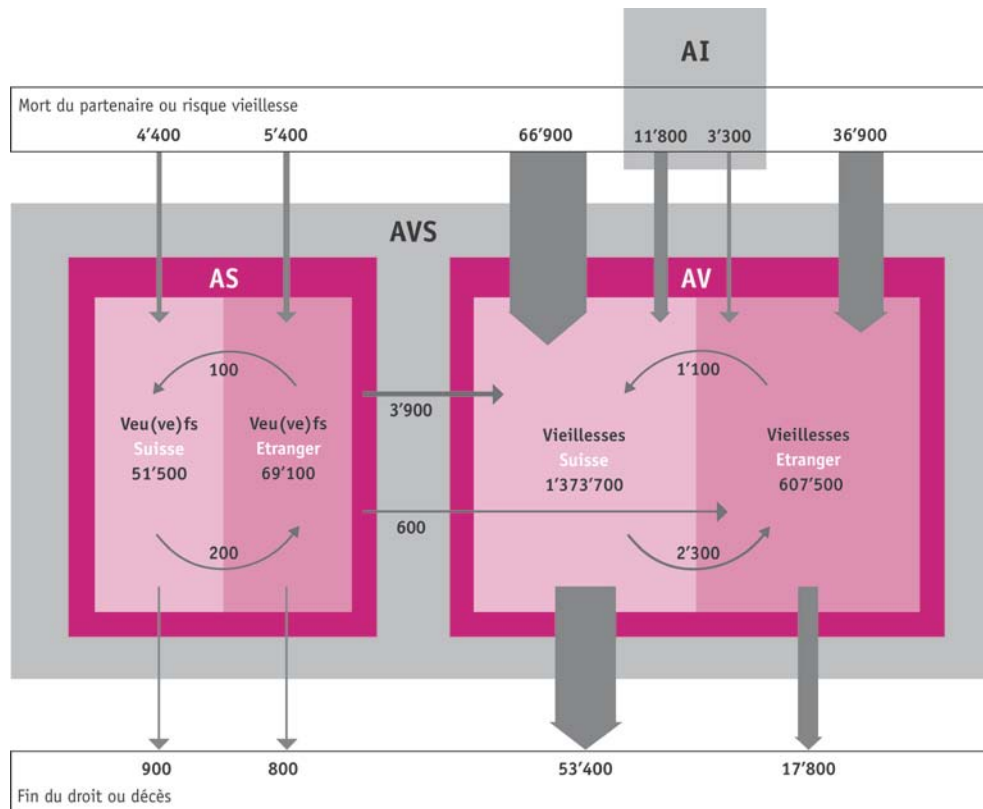 AI
Mort du partenaire ou risque vieillesse
4'400 5'400 66'900 11'800 3'300 36'900
AVS
AS AV
100 1'100
3'900
Veu(ve)fs Veu(ve)fs Vieillesses Vieillesses
Suisse Etranger Suisse Etranger
51'500 69'100 1'373'700 607'500
600
200 2'300
900 800 53'400 17'800
Fin du droit ou décès